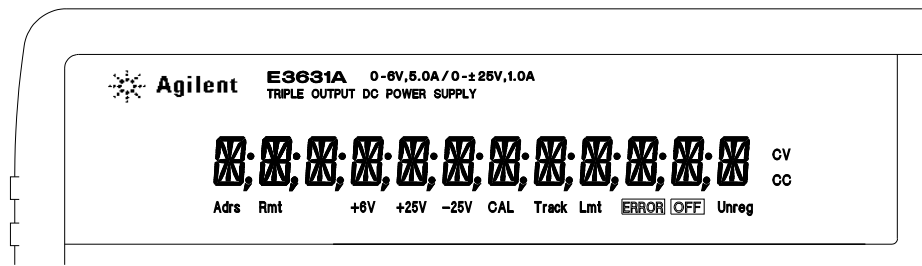 Agilent
E3631A 0-6V,5.0A / 0-±25V,1.0A
TRIPLE OUTPUT DC POWER SUPPLY
CV
CC
Adrs Rmt +6V +25V -25V CAL Track Lmt ERROR OFF Unreg